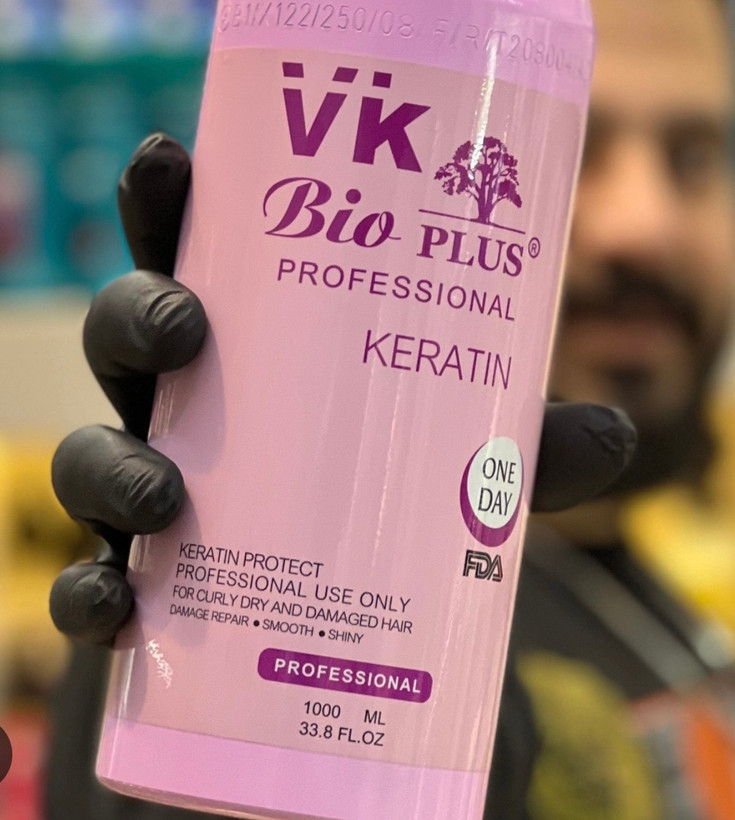 VK
Bio PLUS®
PROFESSIONAL
KERATIN
ONE
DAY
FDA
KERATIN PROTECT
PROFESSIONAL USE ONLY
FOR CURLY DRY AND DAMAGED HAIR
DAMAGE REPAIR • SMOOTH • SHINY
PROFESSIONAL
1000 ML
33.8 FL.OZ